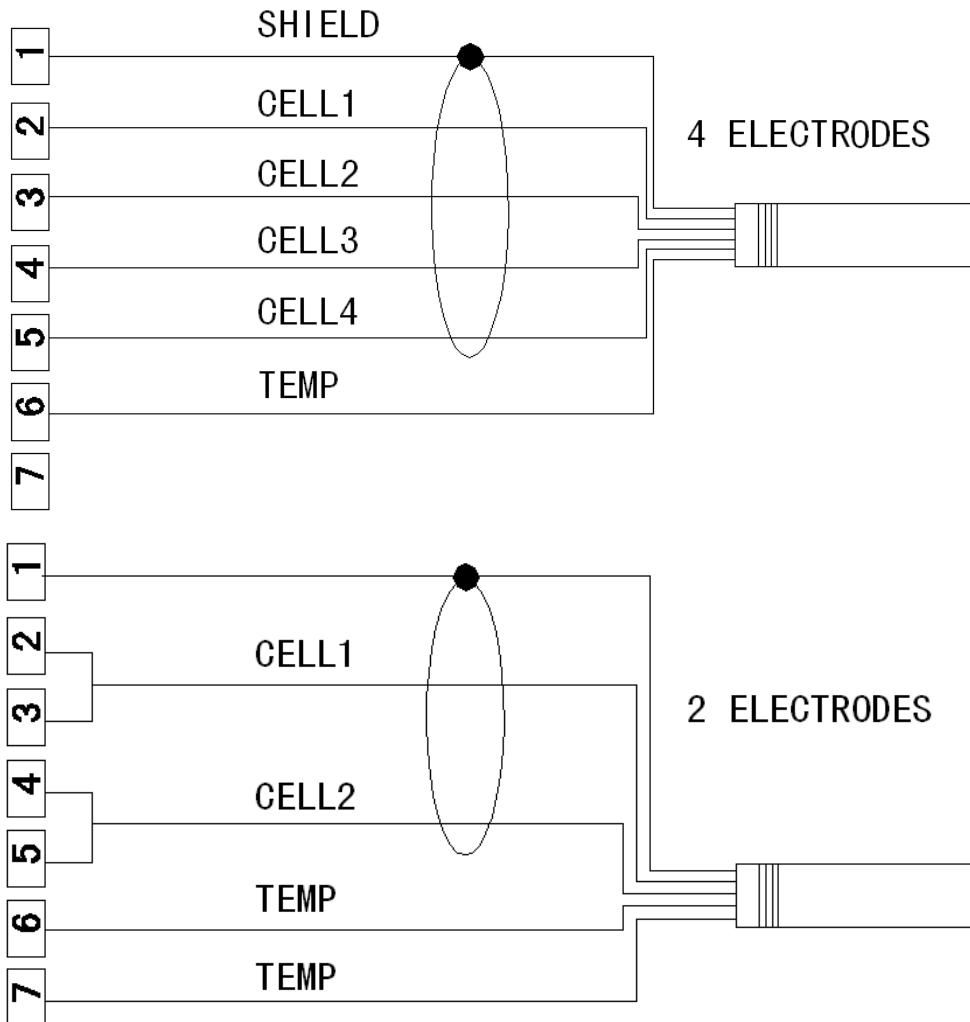 1
SHIELD
2
CELL1
4 ELECTRODES
3
CELL2
4
CELL3
5
CELL4
6
TEMP
7
1
2
CELL1
3
2 ELECTRODES
4
CELL2
5
6
TEMP
7
TEMP